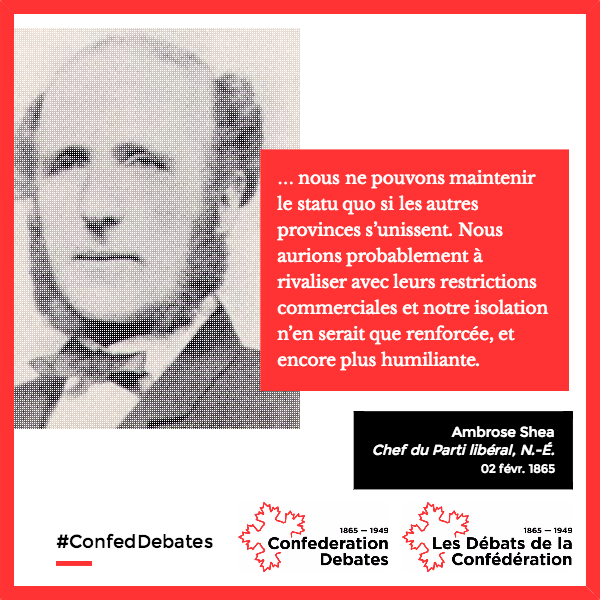 ... nous ne pouvons maintenir
le statu quo si les autres
provinces s’unissent. Nous
aurions probablement à
rivaliser avec leurs restrictions
commerciales et notre isolation
n’en serait que renforcée, et
encore plus humiliante.
Ambrose Shea
Chef du Parti libéral, N.-É.
02 févr. 1865
#ConfedDebates
1865 — 1949
Confederation
Debates
1865 — 1949
Les Débats de la
Confédération